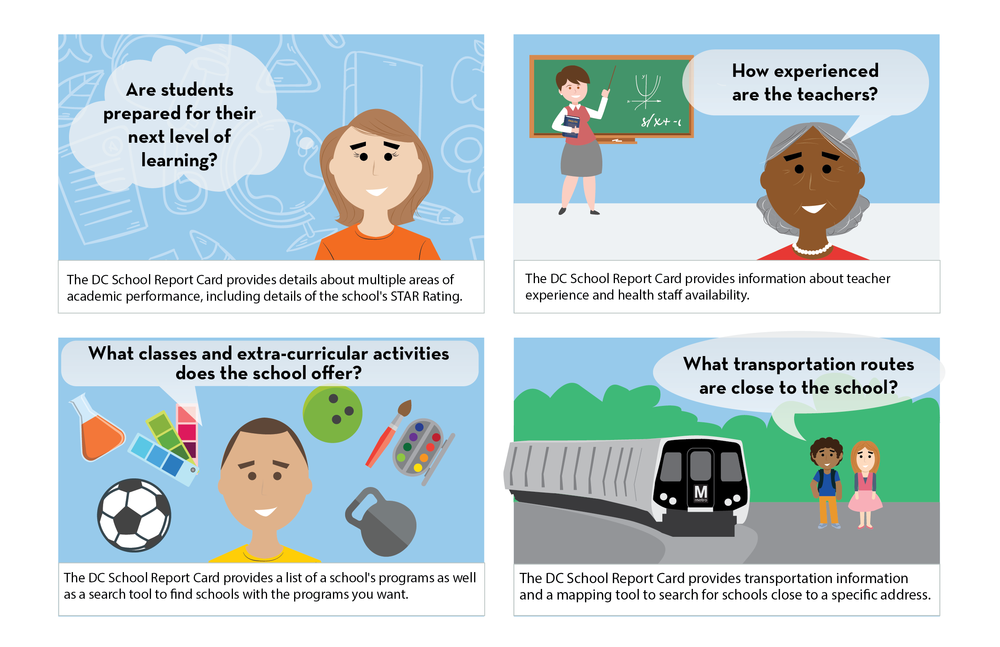 Are students
prepared for their
next level of
learning?
A
The DC School Report Card provides details about multiple areas of
academic performance, including details of the school's STAR Rating.
How experienced
are the teachers?
y
x
8/x+-(
ENGLISH
The DC School Report Card provides information about teacher
experience and health staff availability.
What classes and extra-curricular activities
does the school offer?
The DC School Report Card provides a list of a school's programs as well
as a search tool to find schools with the programs you want.
What transportation routes
are close to the school?
M
metro
The DC School Report Card provides transportation information
and a mapping tool to search for schools close to a specific address.